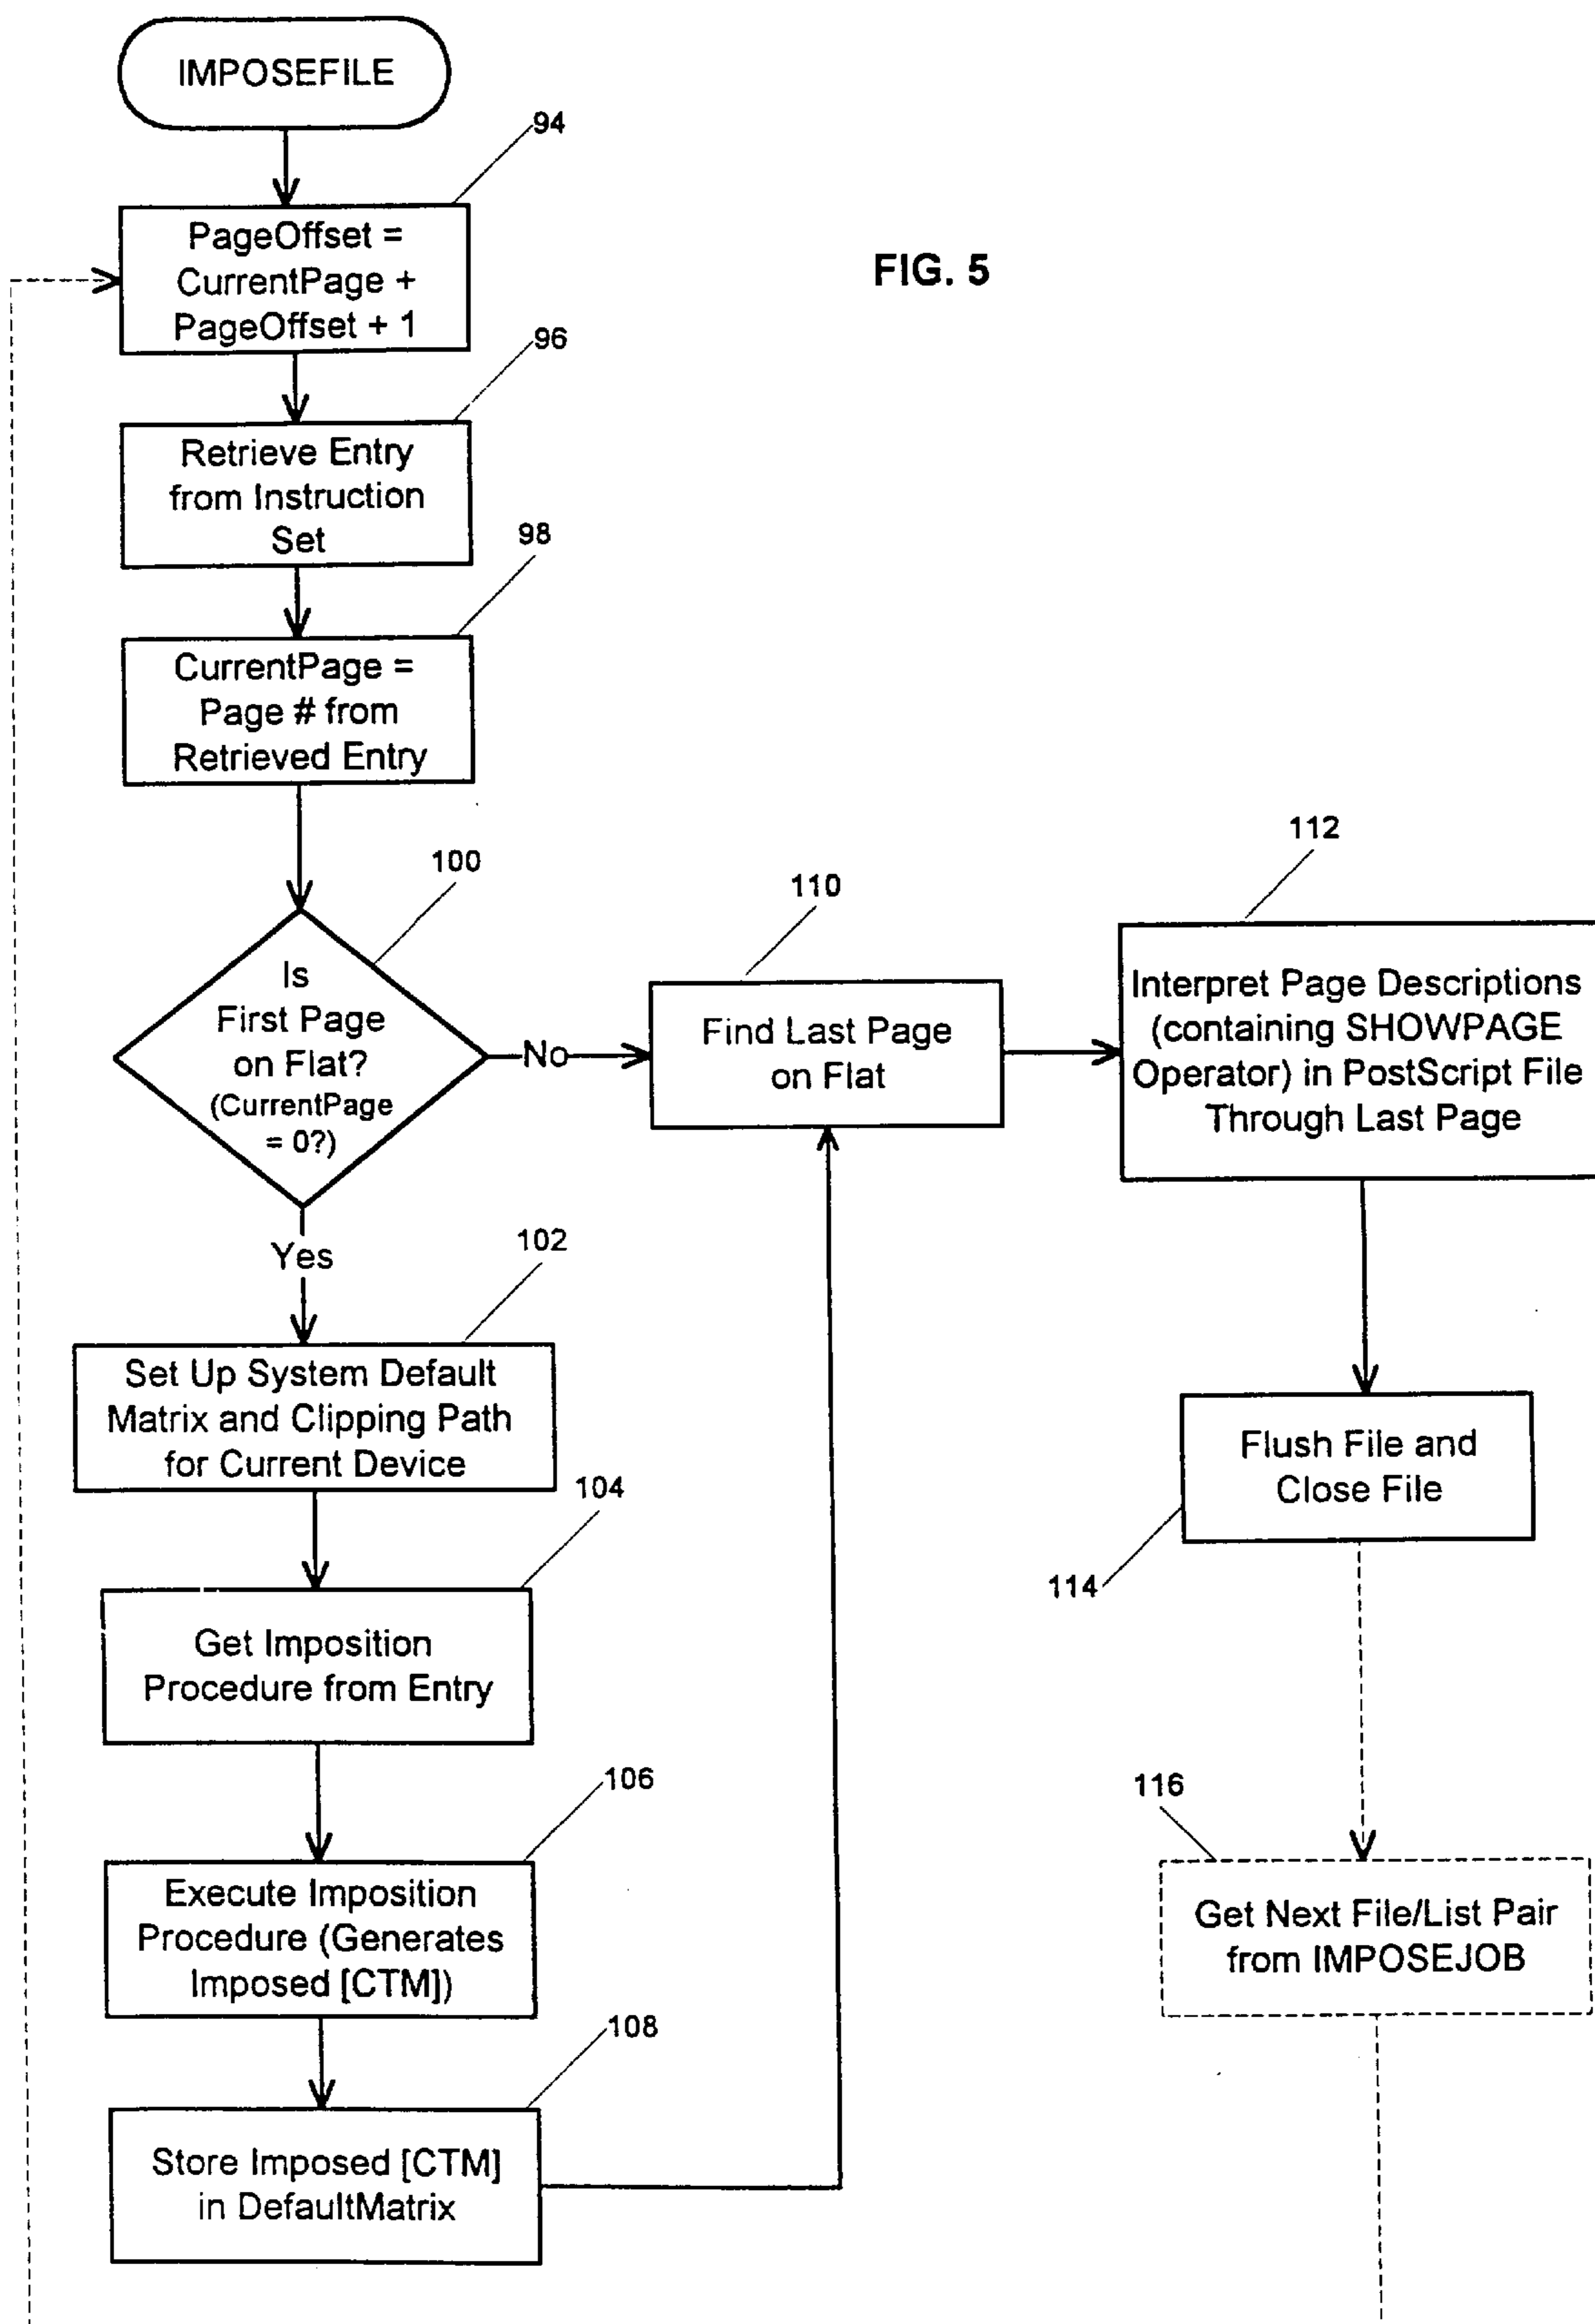 IMPOSEFILE
94
PageOffset =
CurrentPage +
PageOffset + 1
FIG. 5
96
Retrieve Entry
from Instruction
Set
98
CurrentPage =
Page # from
Retrieved Entry
100
Is
First Page
on Flat?
(CurrentPage
= 0?)
No
110
Find Last Page
on Flat
112
Interpret Page Descriptions
(containing SHOWPAGE
Operator) in PostScript File
Through Last Page
Yes
102
Set Up System Default
Matrix and Clipping Path
for Current Device
104
Get Imposition
Procedure from Entry
106
Execute Imposition
Procedure (Generates
Imposed [CTM])
108
Store Imposed [CTM]
in DefaultMatrix
Flush File and
Close File
114
116
Get Next File/List Pair
from IMPOSEJOB